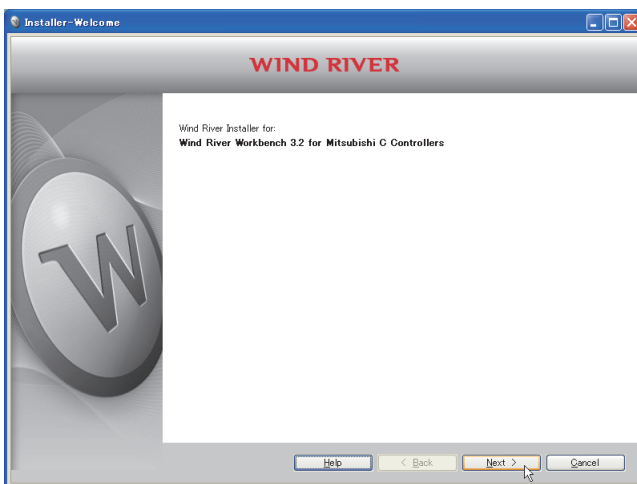 Installer-Welcome
WIND RIVER
Wind River Installer for:
Wind River Workbench 3.2 for Mitsubishi C Controllers
W
Help
< Back
Next >
Cancel